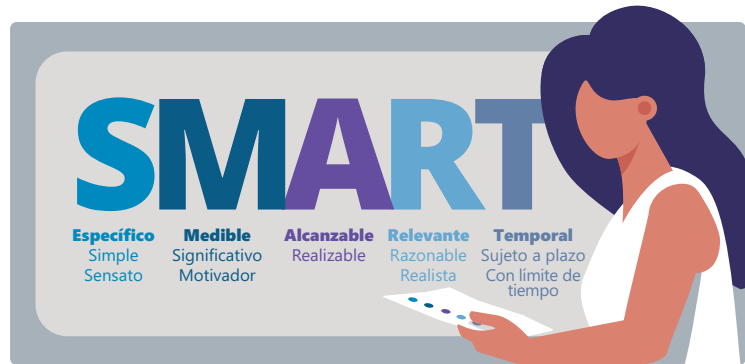 SMART
Específico
Simple
Sensato
Medible
Significativo
Motivador
Alcanzable
Realizable
Relevante
Razonable
Realista
Temporal
Sujeto a plazo
Con límite de
tiempo